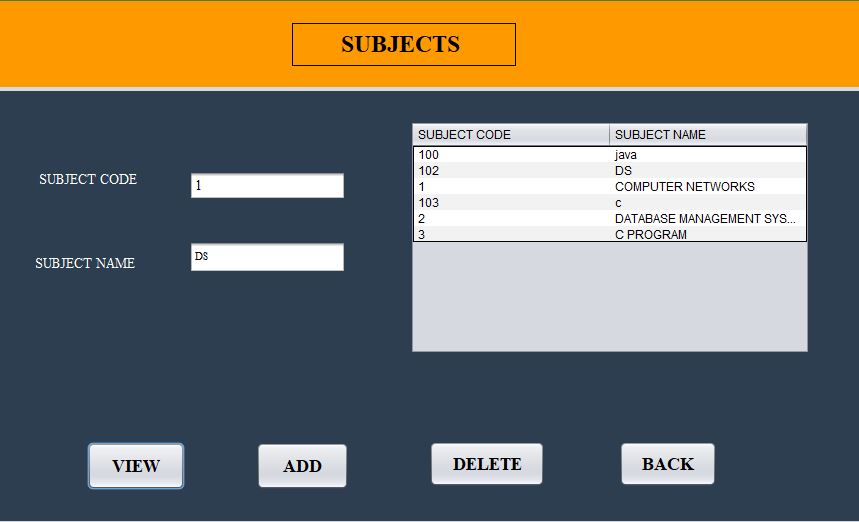 SUBJECTS
SUBJECT CODE
1
SUBJECT NAME
DS
SUBJECT CODE SUBJECT NAME
100 java
102 DS
1 COMPUTER NETWORKS
103 c
2 DATABASE MANAGEMENT SYS...
3 C PROGRAM
VIEW ADD DELETE BACK